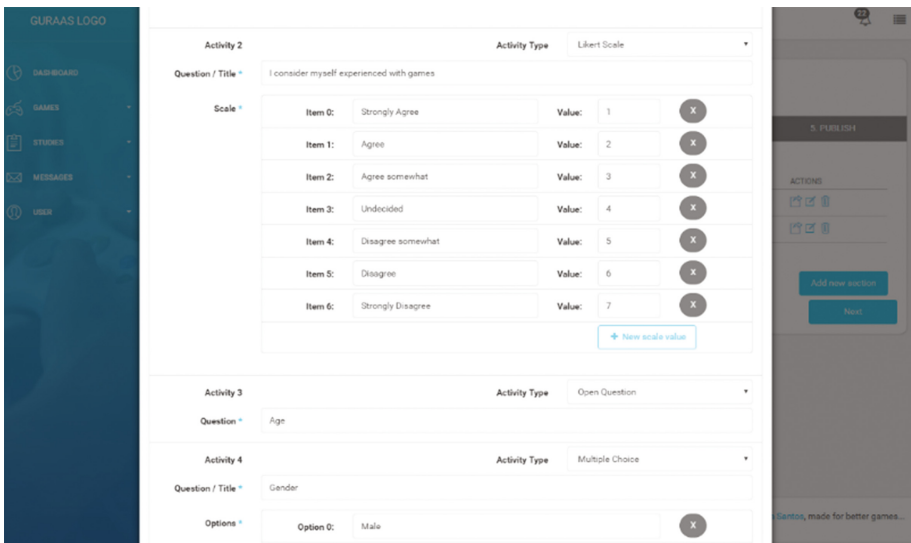 GURAAS LOGO
22
DASHBOARD
GAMES
STUDIES
MESSAGES
USER
Activity 2 Activity Type Likert Scale
Question / Title * I consider myself experienced with games
Scale *
Item 0: Strongly Agree Value: 1 X
Item 1: Agree Value: 2 X
Item 2: Agree somewhat Value: 3 X
Item 3: Undecided Value: 4 X
Item 4: Disagree somewhat Value: 5 X
Item 5: Disagree Value: 6 X
Item 6: Strongly Disagree Value: 7 X
+ New scale value
Activity 3 Activity Type Open Question
Question * Age
Activity 4 Activity Type Multiple Choice
Question / Title * Gender
Options * Option 0: Male X
5. PUBLISH
ACTIONS
Add new section
Next
Santos, made for better games...